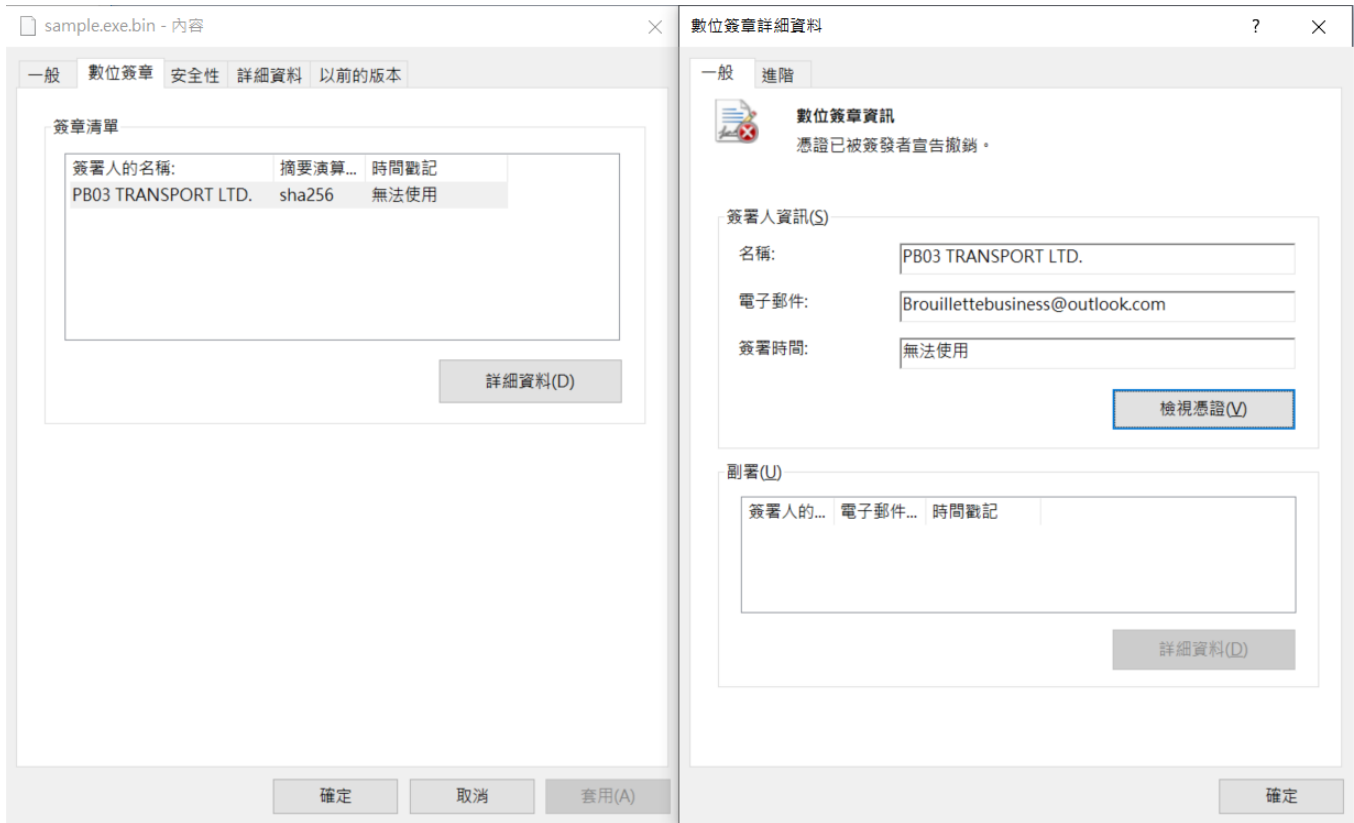 sample.exe.bin - 內容
一般 數位簽章 安全性 詳細資料 以前的版本
簽章清單
簽署人的名稱: 摘要演算... 時間戳記
PB03 TRANSPORT LTD. sha256 無法使用
詳細資料(D)
確定 取消 套用(A)
數位簽章詳細資料 ?
一般 進階
數位簽章資訊
憑證已被簽發者宣告撤銷。
簽署人資訊(S)
名稱: PB03 TRANSPORT LTD.
電子郵件: Brouillettebusiness@outlook.com
簽署時間: 無法使用
檢視憑證(V)
副署(U)
簽署人的... 電子郵件... 時間戳記
詳細資料(D)
確定